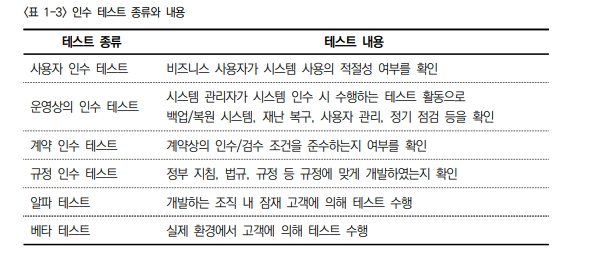 <표 1-3> 인수 테스트 종류와 내용
테스트 종류 테스트 내용
사용자 인수 테스트 비즈니스 사용자가 시스템 사용의 적절성 여부를 확인
운영상의 인수 테스트 시스템 관리자가 시스템 인수 시 수행하는 테스트 활동으로
백업/복원 시스템, 재난 복구, 사용자 관리, 정기 점검 등을 확인
계약 인수 테스트 계약상의 인수/검수 조건을 준수하는지 여부를 확인
규정 인수 테스트 정부 지침, 법규, 규정 등 규정에 맞게 개발하였는지 확인
알파 테스트 개발하는 조직 내 잠재 고객에 의해 테스트 수행
베타 테스트 실제 환경에서 고객에 의해 테스트 수행